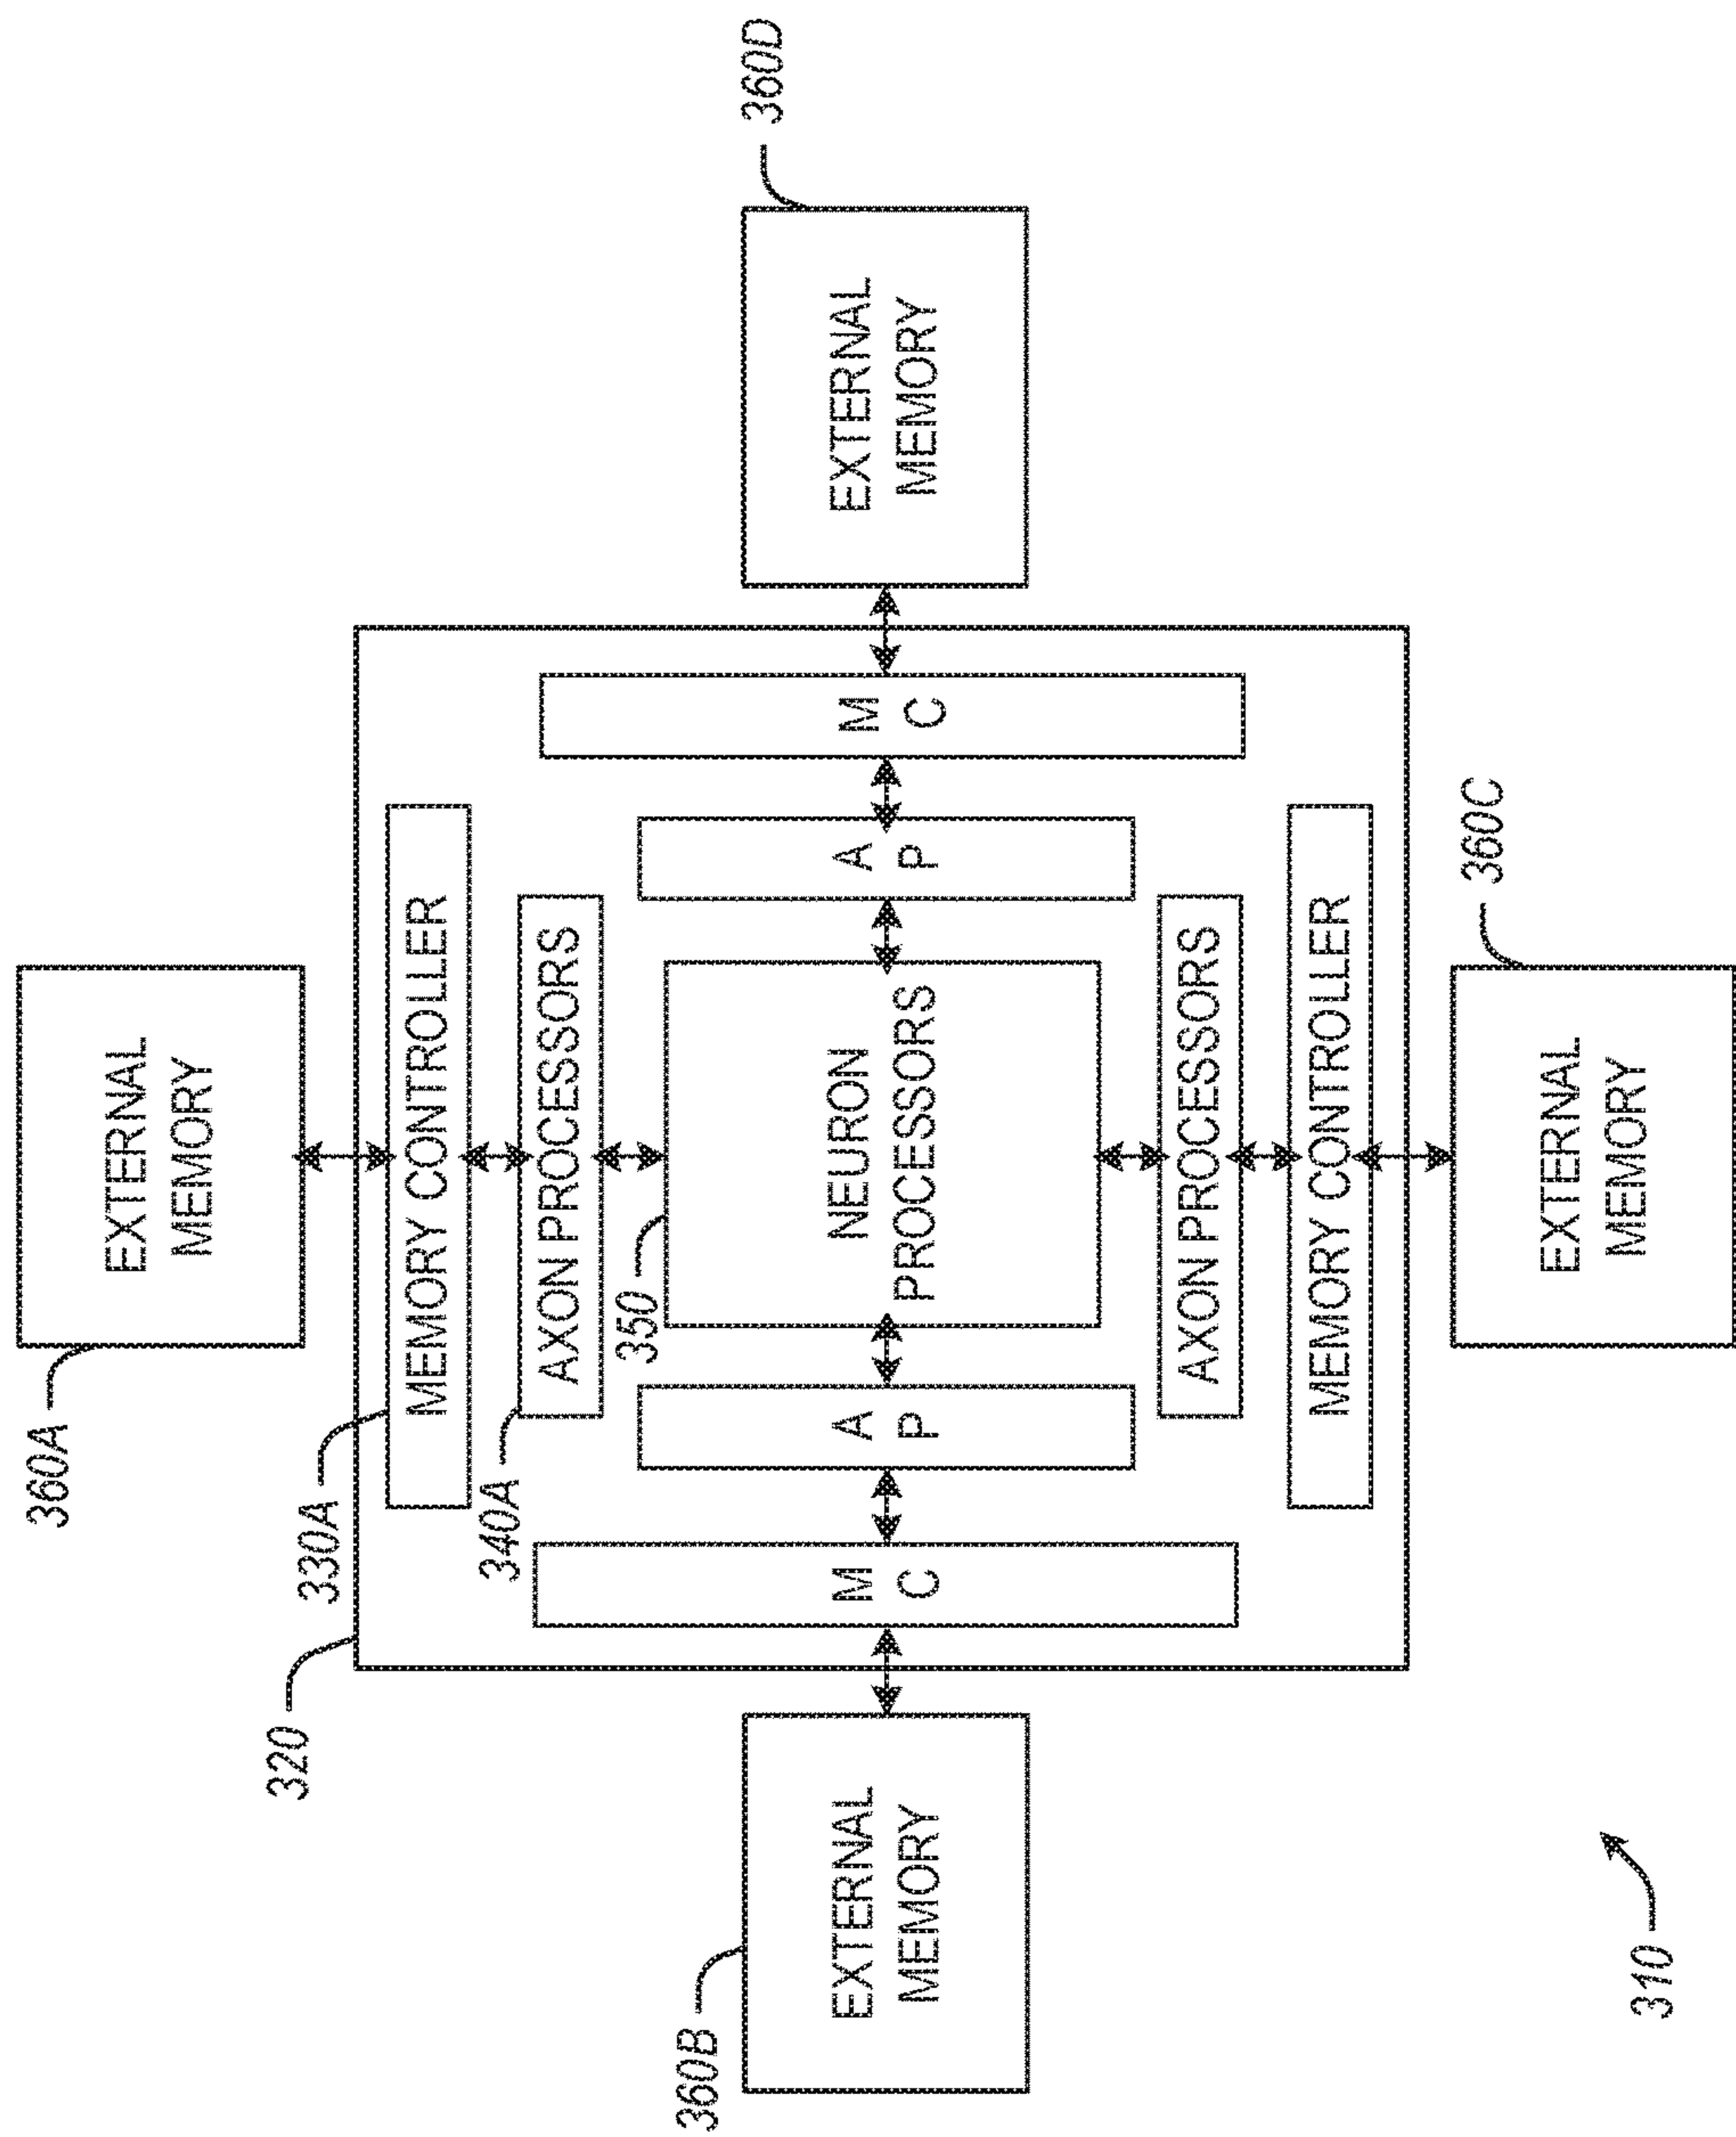 360A
EXTERNAL
MEMORY
320
330A
MEMORY CONTROLLER
340A
AXON PROCESSORS
350
360B
EXTERNAL
MEMORY
M
C
A
P
NEURON
PROCESSORS
A
P
M
C
360D
EXTERNAL
MEMORY
AXON PROCESSORS
MEMORY CONTROLLER
360C
EXTERNAL
MEMORY
310